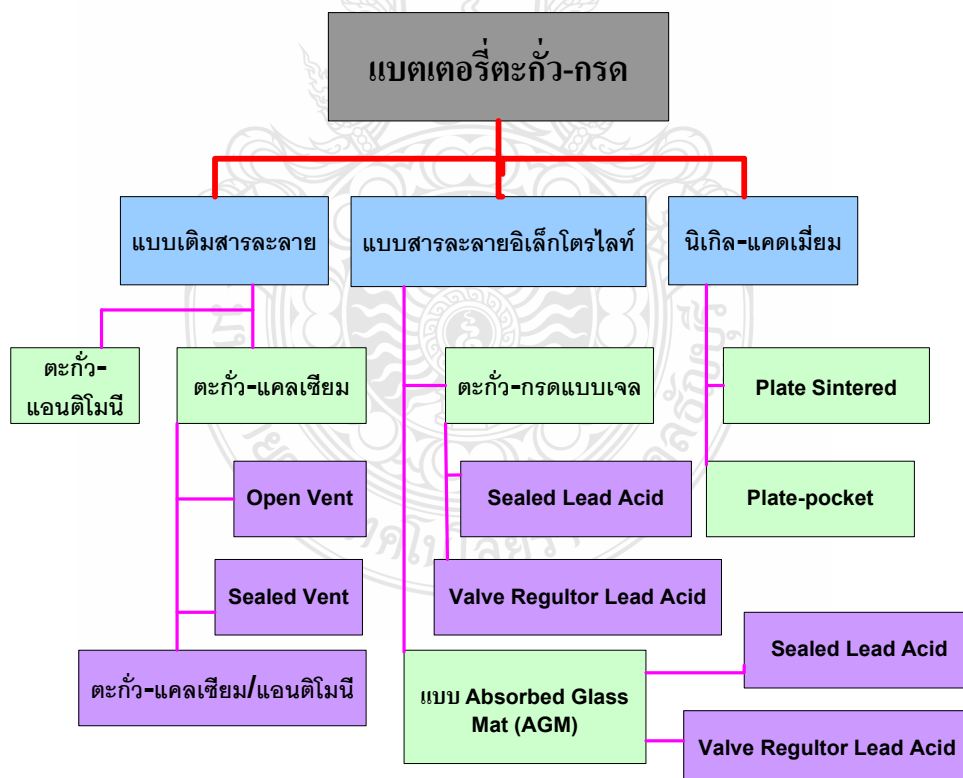 แบตเตอรี่ตะกั่ว-กรด
แบบเติมสารละลาย
แบบสารละลายอิเล็กโตรไลท์
นิเกิล-แคดเมี่ยม
ตะกั่ว-
แอนติโมนี
ตะกั่ว-แคลเซียม
ตะกั่ว-กรดแบบเจล
Plate Sintered
Open Vent
Sealed Lead Acid
Plate-pocket
Sealed Vent
Valve Regultor Lead Acid
ตะกั่ว-แคลเซียม/แอนติโมนี
แบบ Absorbed Glass
Mat (AGM)
Sealed Lead Acid
Valve Regultor Lead Acid